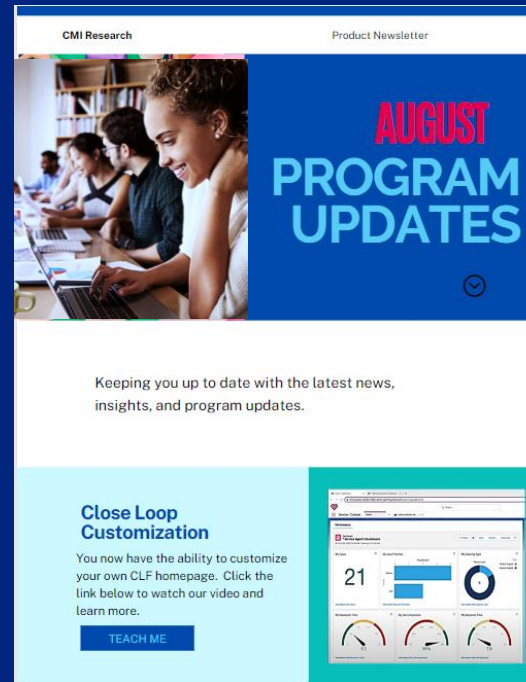 CMI Research
Product Newsletter
AUGUST
PROGRAM
UPDATES
Keeping you up to date with the latest news,
insights, and program updates.
Close Loop
Customization
You now have the ability to customize
your own CLF homepage. Click the
link below to watch our video and
learn more.
TEACH ME
21